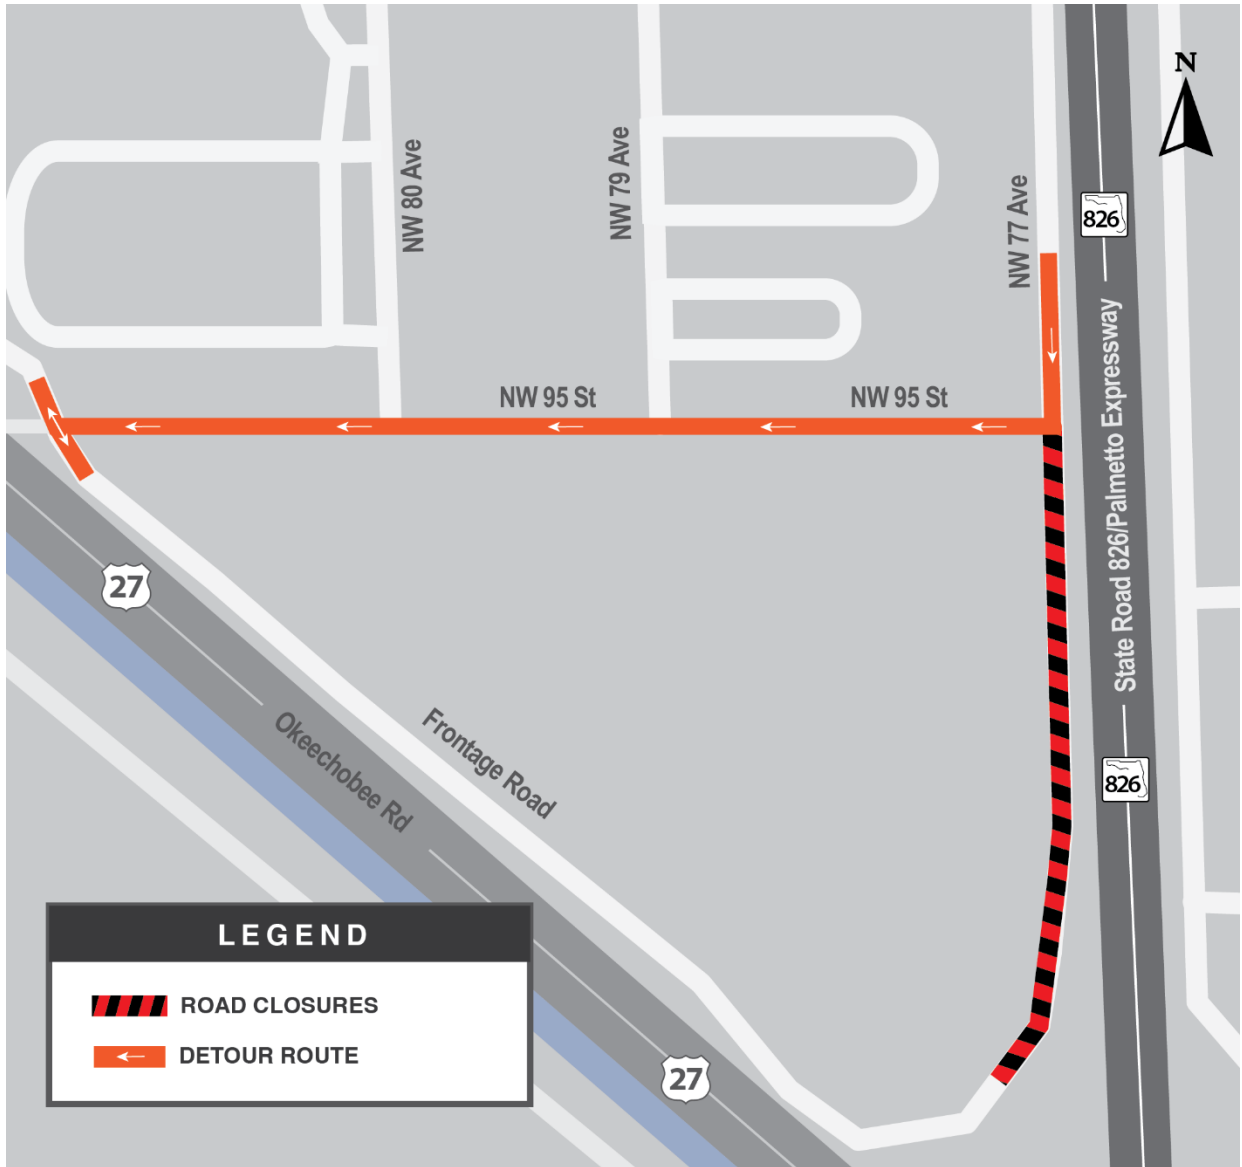 N
826
NW 80 Ave
NW 79 Ave
NW 77 Ave
NW 95 St
NW 95 St
State Road 826/Palmetto Expressway
27
Okeechobee Rd
Frontage Road
826
LEGEND
ROAD CLOSURES
DETOUR ROUTE
27